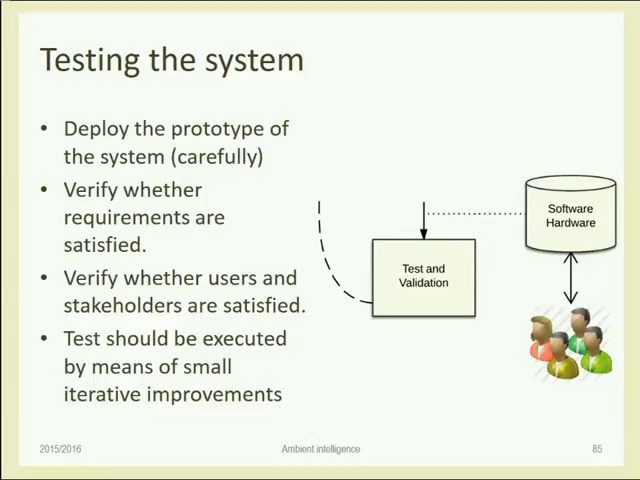 Testing the system
• Deploy the prototype of
the system (carefully)
• Verify whether
requirements are
satisfied.
• Verify whether users and
stakeholders are satisfied.
• Test should be executed
by means of small
iterative improvements
Software
Hardware
Test and
Validation
2015/2016
Ambient intelligence
85